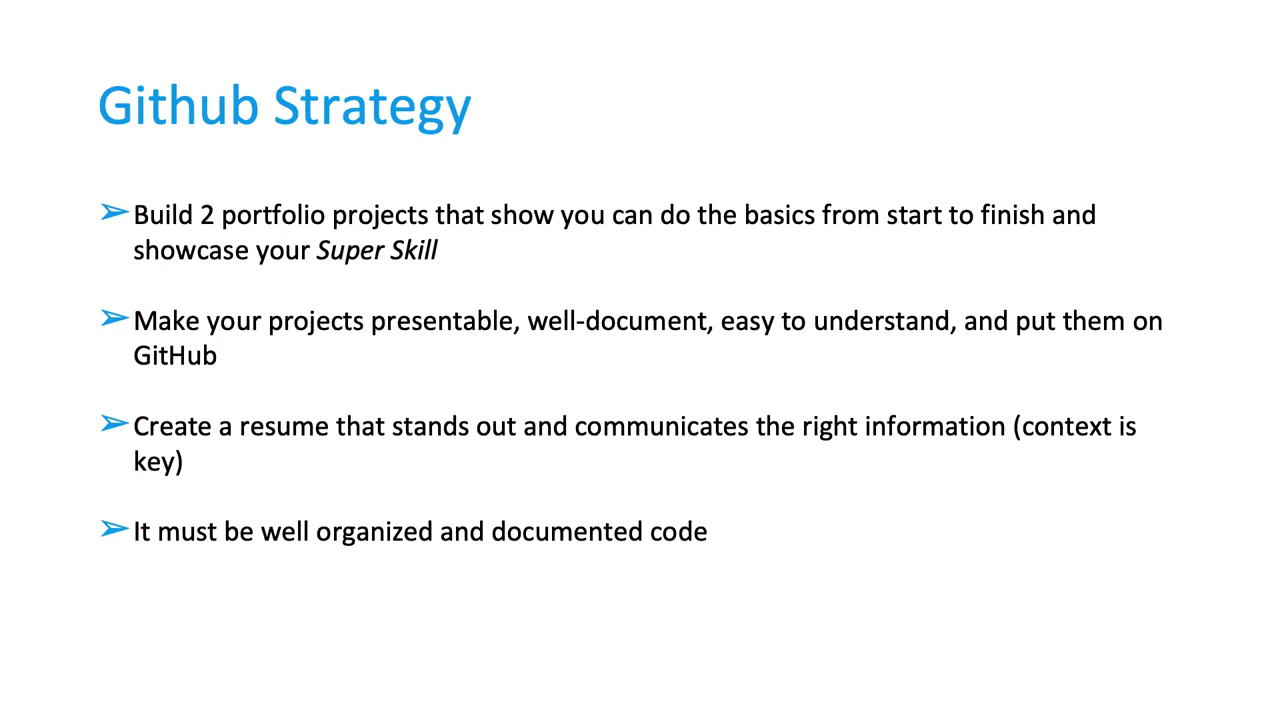 Github Strategy
➢Build 2 portfolio projects that show you can do the basics from start to finish and
showcase your Super Skill
➢Make your projects presentable, well-document, easy to understand, and put them on
GitHub
➢Create a resume that stands out and communicates the right information (context is
key)
➢It must be well organized and documented code